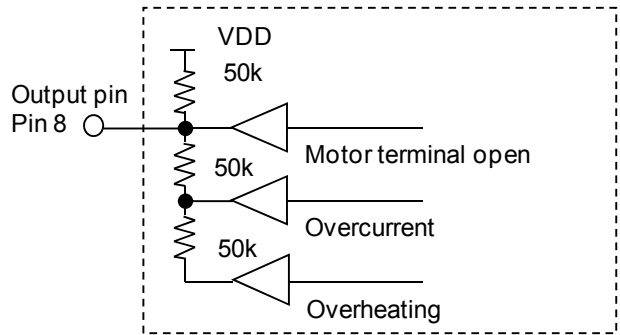 VDD
50k
Output pin
Pin 8
Motor terminal open
50k
Overcurrent
50k
Overheating